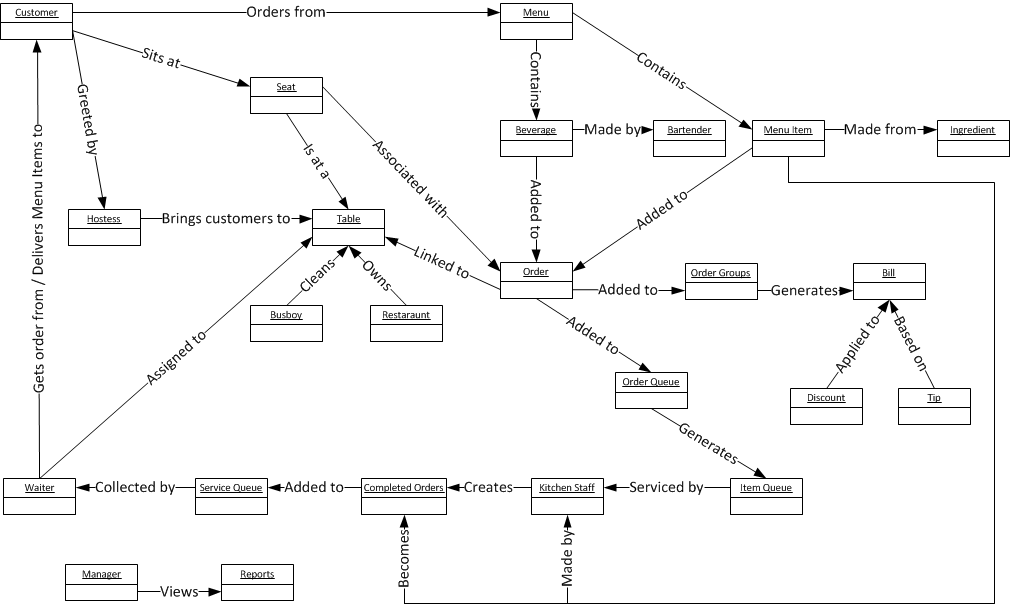 Customer
Orders from
Menu
Sits at
Contains
Contains
Seat
Greeted by
Beverage
Made by
Bartender
Menu Item
Made from
Ingredient
Is at a
Associated with
Added to
Added to
Hostess
Brings customers to
Table
Linked to
Order
Added to
Order Groups
Generates
Bill
Gets order from / Delivers Menu Items to
Cleans
Owns
Busboy
Restaraunt
Assigned to
Added to
Applied to
Based on
Order Queue
Discount
Tip
Generates
Waiter
Collected by
Service Queue
Added to
Completed Orders
Creates
Kitchen Staff
Serviced by
Item Queue
Becomes
Made by
Manager
Views
Reports